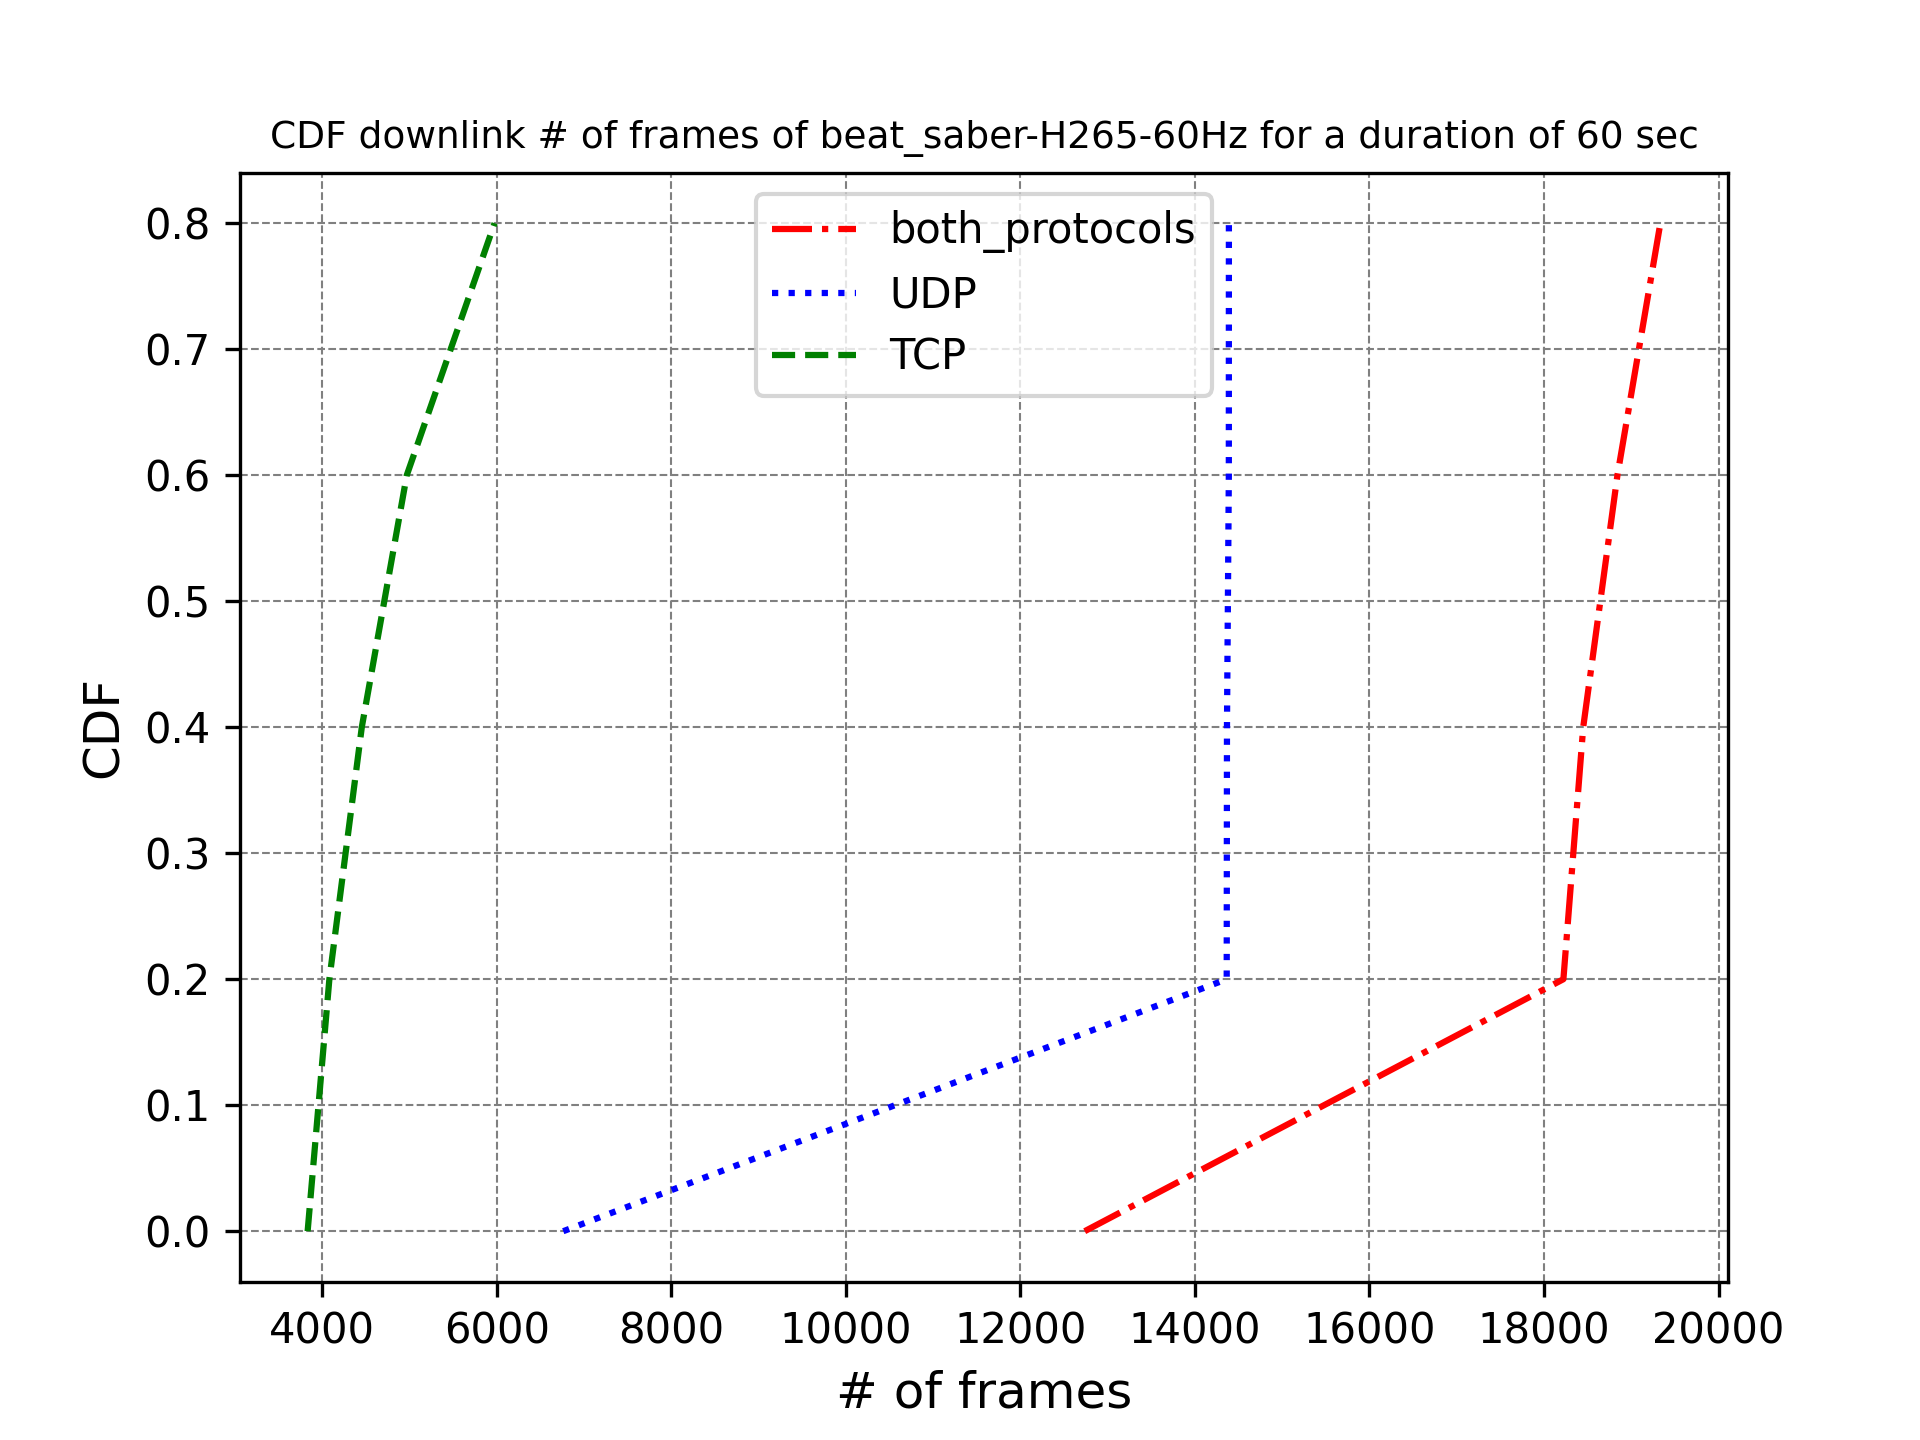 CDF downlink # of frames of beat_saber-H265-60Hz for a duration of 60 sec
both_protocols
UDP
TCP
0.8
0.7
0.6
0.5
0.4
0.3
0.2
0.1
0.0
CDF
4000 6000 8000 10000 12000 14000 16000 18000 20000
# of frames